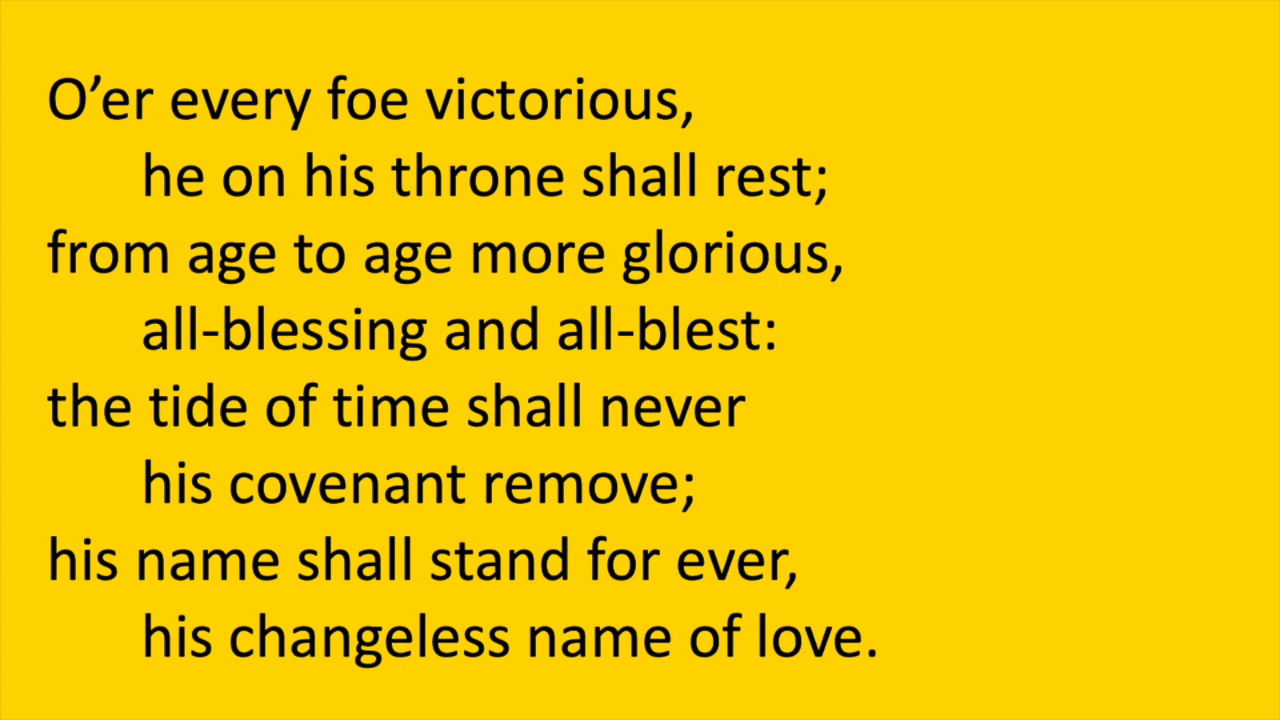 O’er every foe victorious,
he on his throne shall rest;
from age to age more glorious,
all-blessing and all-blest:
the tide of time shall never
his covenant remove;
his name shall stand for ever,
his changeless name of love.